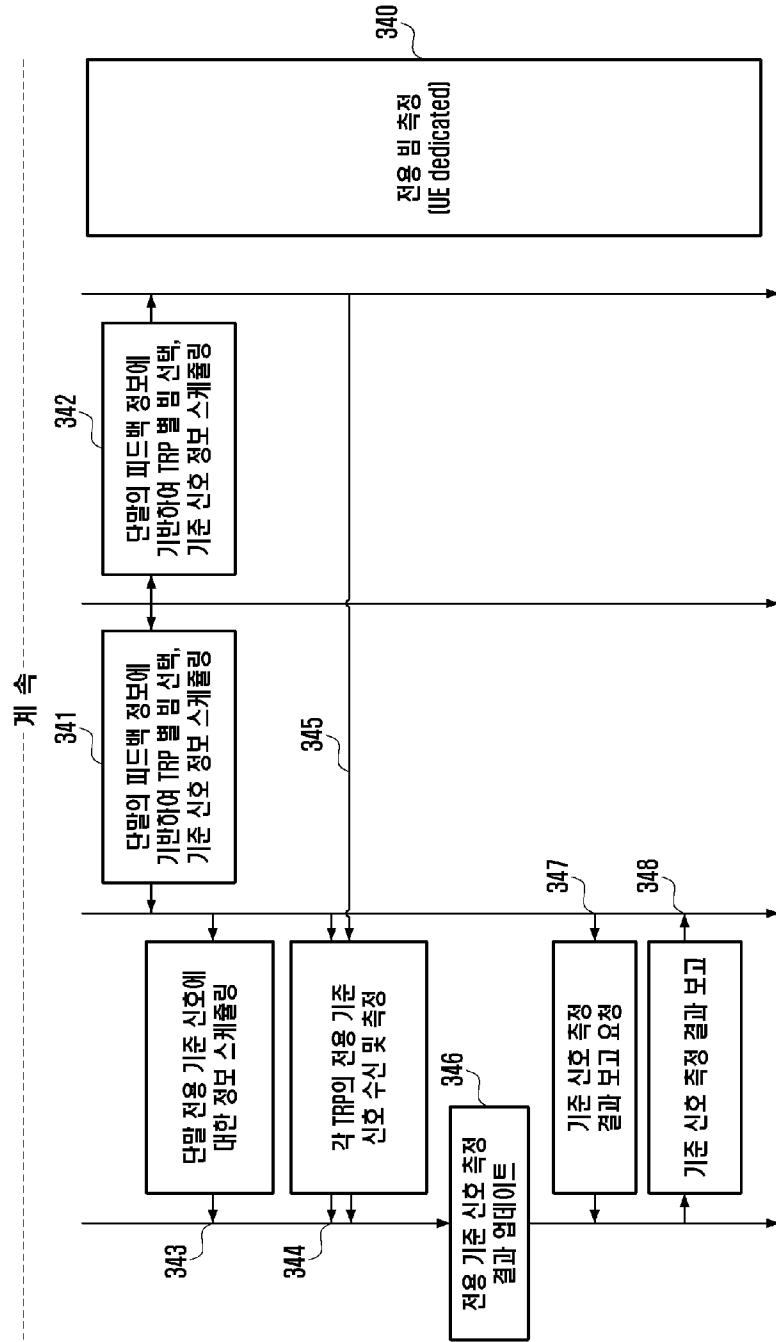 계 속
341
단말의 피드백 정보에
기반하여 TRP 별 빔 선택,
기준 신호 정보 스케쥴링
342
단말의 피드백 정보에
기반하여 TRP 별 빔 선택,
기준 신호 정보 스케쥴링
340
전용 빔 측정
(UE dedicated)
343
단말 전용 기준 신호에
대한 정보 스케쥴링
344
각 TRP의 전용 기준
신호 수신 및 측정
345
346
전용 기준 신호 측정
결과 업데이트
347
기준 신호 측정
결과 보고 요청
348
기준 신호 측정 결과 보고